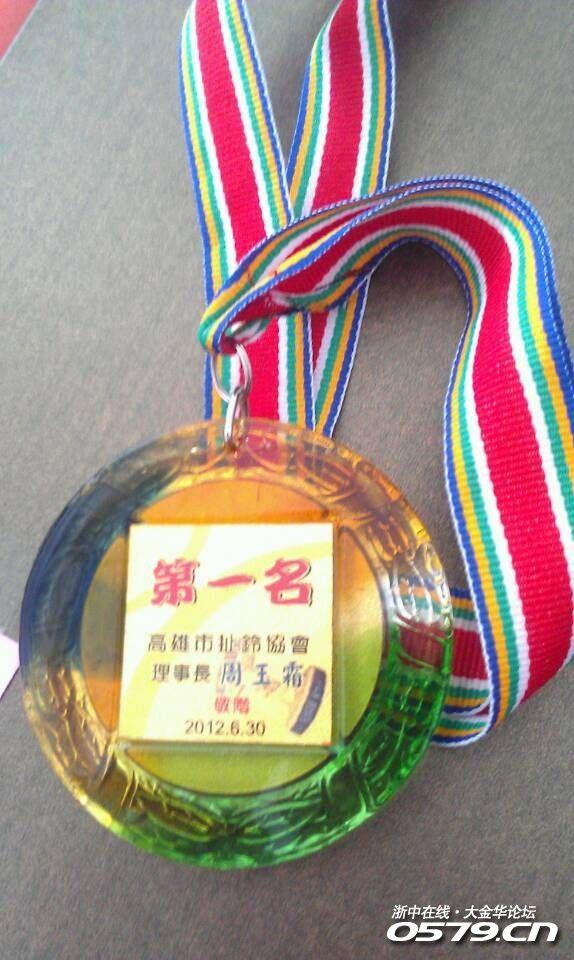 第一名
高雄市扯鈴協會
理事長 周玉霜
敬贈
2012.6.30
浙中在线·大金华论坛
0579.CN